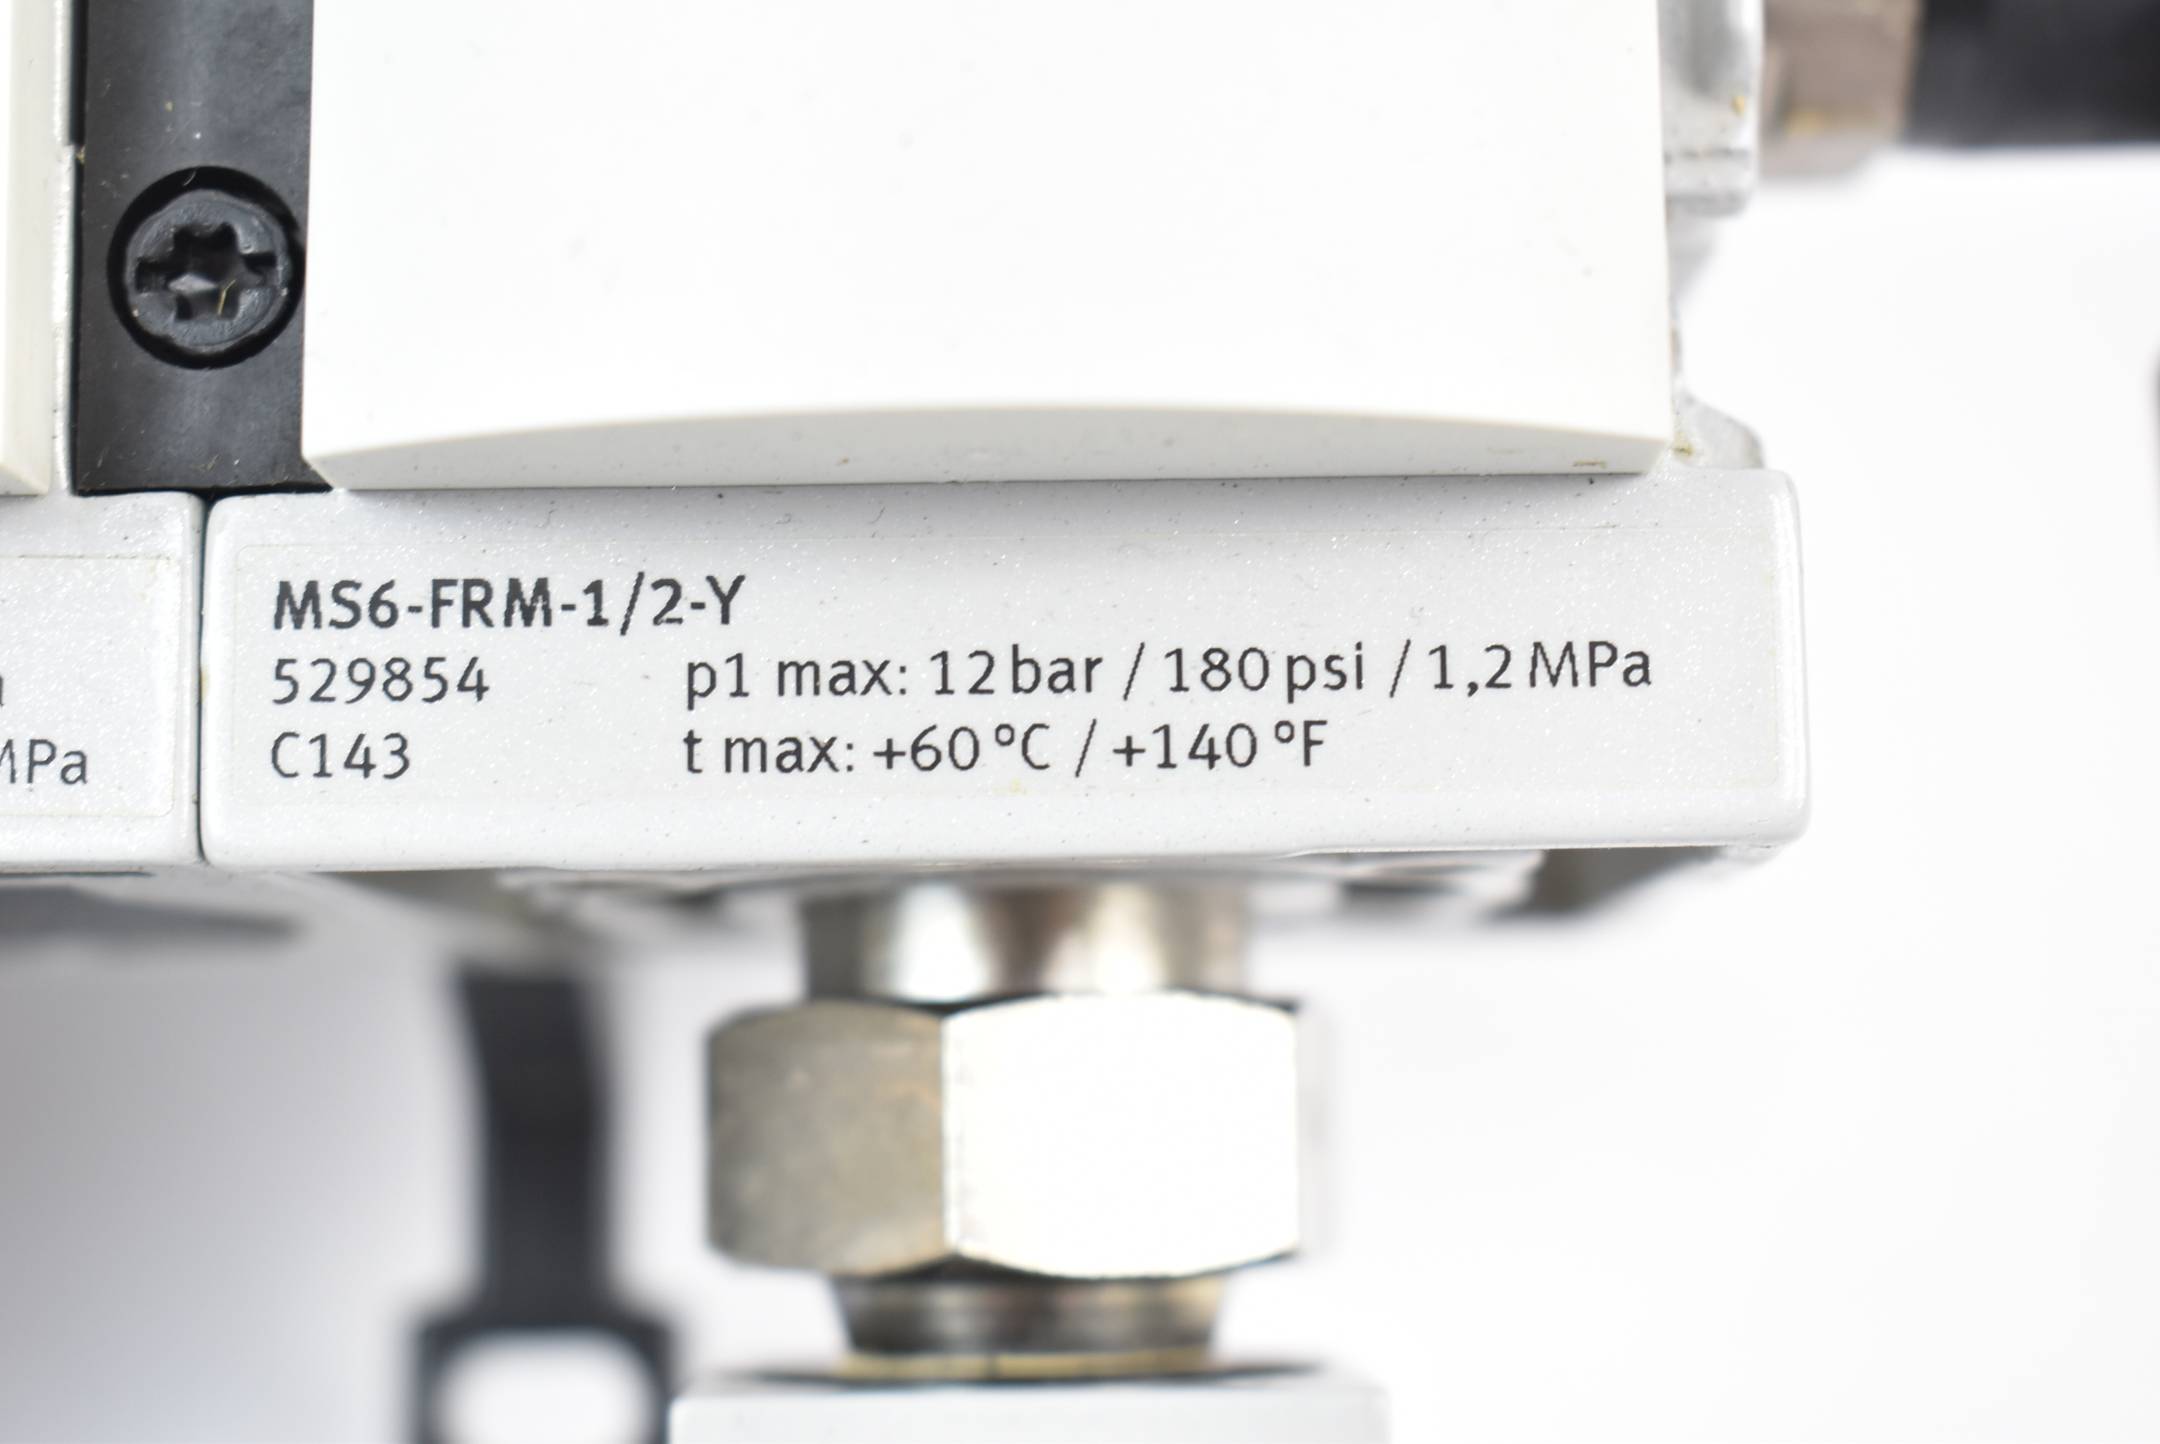 MS6-FRM-1/2-Y
529854 p1 max: 12 bar / 180 psi / 1,2 MPa
C143 t max: +60 °C / +140 °F
MPa